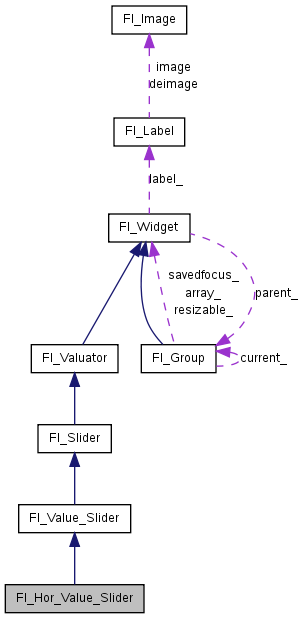 Fl_Image
image
deimage
Fl_Label
label_
Fl_Widget
savedfocus_
array_
resizable_
parent_
Fl_Valuator
Fl_Group
current_
Fl_Slider
Fl_Value_Slider
Fl_Hor_Value_Slider